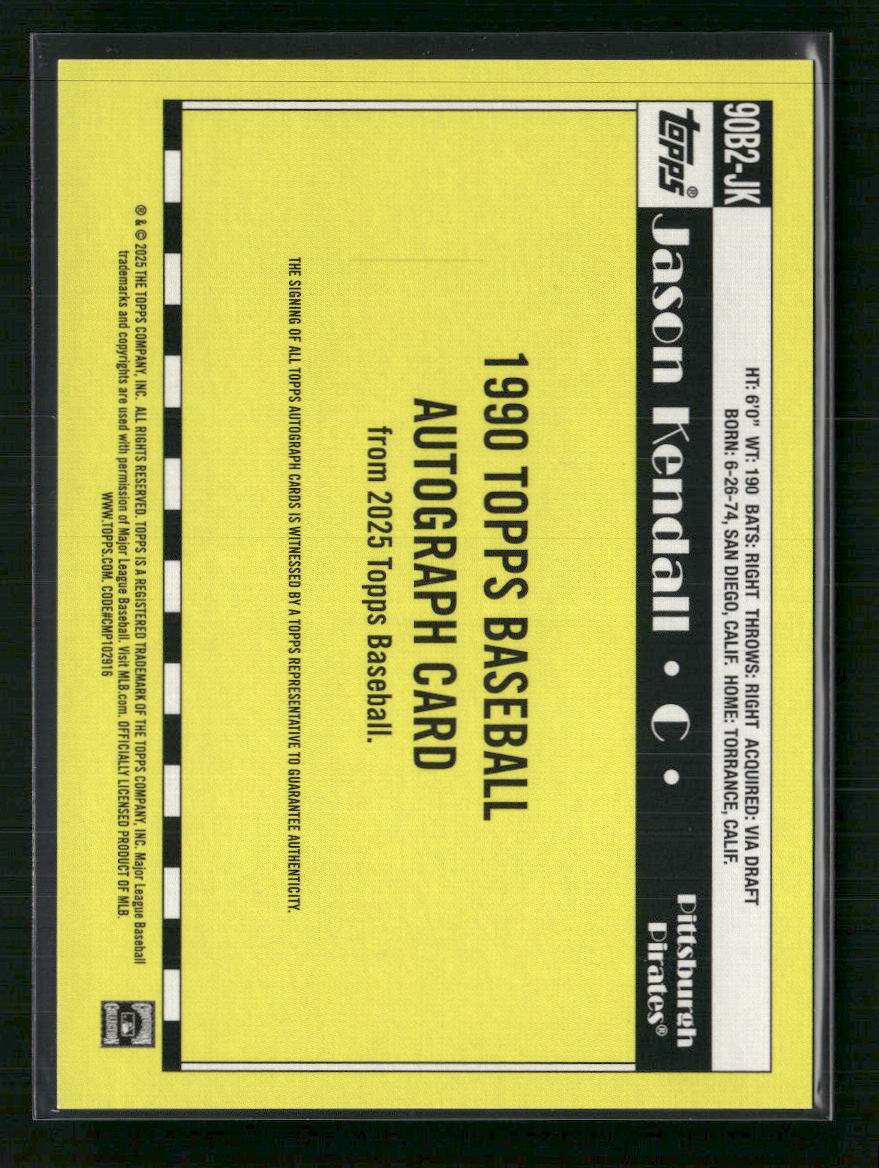 90B2-JK
HT: 6'0" WT: 190 BATS: RIGHT THROWS: RIGHT ACQUIRED: VIA DRAFT
BORN: 6-26-74, SAN DIEGO, CALIF. HOME: TORRANCE, CALIF.
topps®
Jason Kendall • C •
Pittsburgh
Pirates®
1990 TOPPS BASEBALL
AUTOGRAPH CARD
from 2025 Topps Baseball.
THE SIGNING OF ALL TOPPS AUTOGRAPH CARDS IS WITNESSED BY A TOPPS REPRESENTATIVE TO GUARANTEE AUTHENTICITY.
® & © 2025 THE TOPPS COMPANY, INC. ALL RIGHTS RESERVED. TOPPS IS A REGISTERED TRADEMARK OF THE TOPPS COMPANY, INC. Major League Baseball
trademarks and copyrights are used with permission of Major League Baseball. Visit MLB.com. OFFICIALLY LICENSED PRODUCT OF MLB.
WWW.TOPPS.COM. CODE#CMP102916